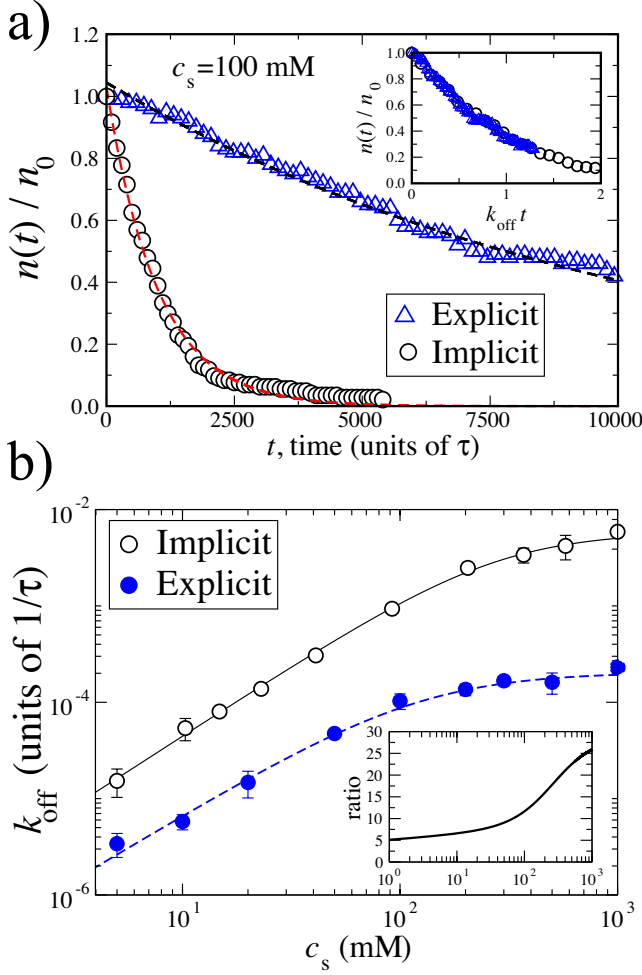 a)
c_s=100 mM
n(t) / n_0
1.0
0.8
0.6
0.4
0.2
0.0
0
2500
5000
7500
10000
t, time (units of τ)
Explicit
Implicit
n(t) / n_0
1.0
0.8
0.6
0.4
0.2
0.0
0
1
2
k_off t
b)
Implicit
Explicit
k_off (units of 1/τ)
10^-2
10^-4
10^-6
10^1
10^2
10^3
c_s (mM)
ratio
30
25
20
15
10
5
0
10^0
10^1
10^2
10^3